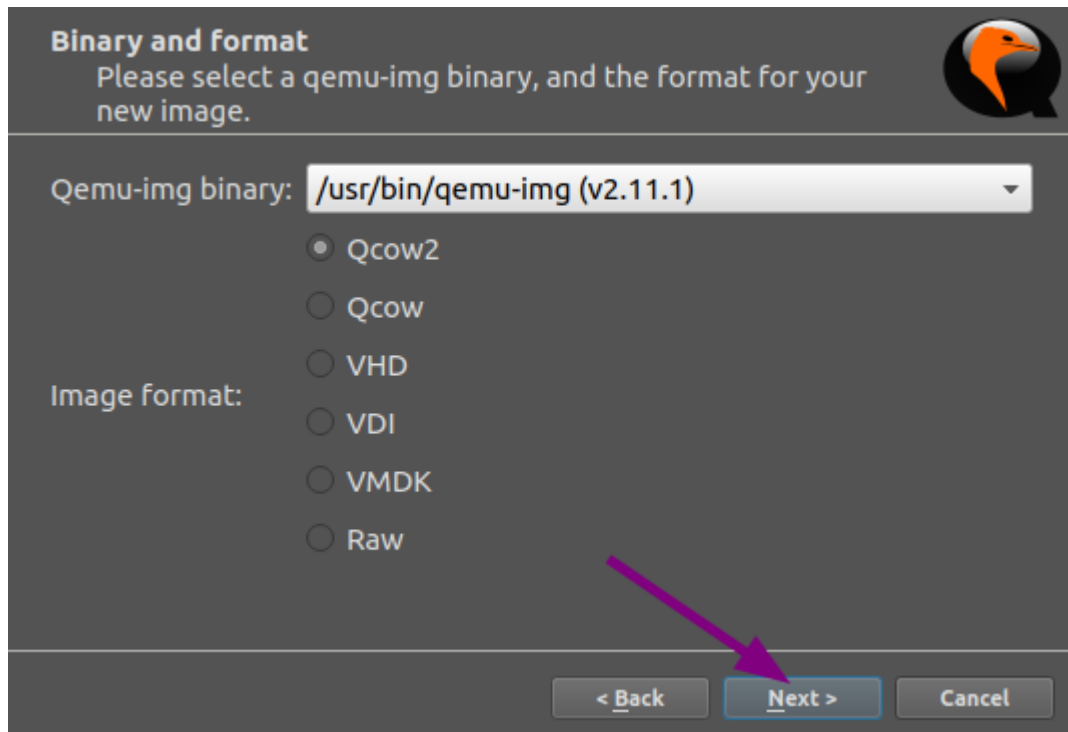 Binary and format
Please select a qemu-img binary, and the format for your
new image.
Qemu-img binary: /usr/bin/qemu-img (v2.11.1)
Qcow2
Qcow
VHD
Image format:
VDI
VMDK
Raw
< Back Next > Cancel